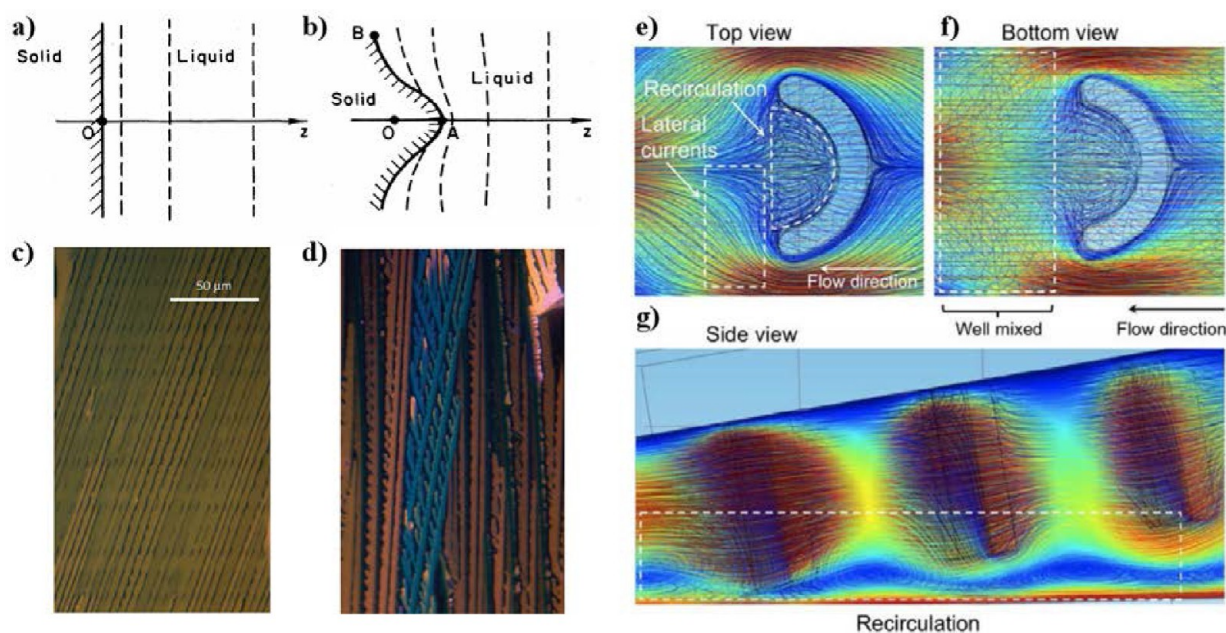 a)
Solid
Liquid
O
z
b)
B
Solid
Liquid
O
A
z
c)
50 μm
d)
e)
Top view
Recirculation
Lateral
currents
Flow direction
f)
Bottom view
Well mixed
Flow direction
g)
Side view
Recirculation